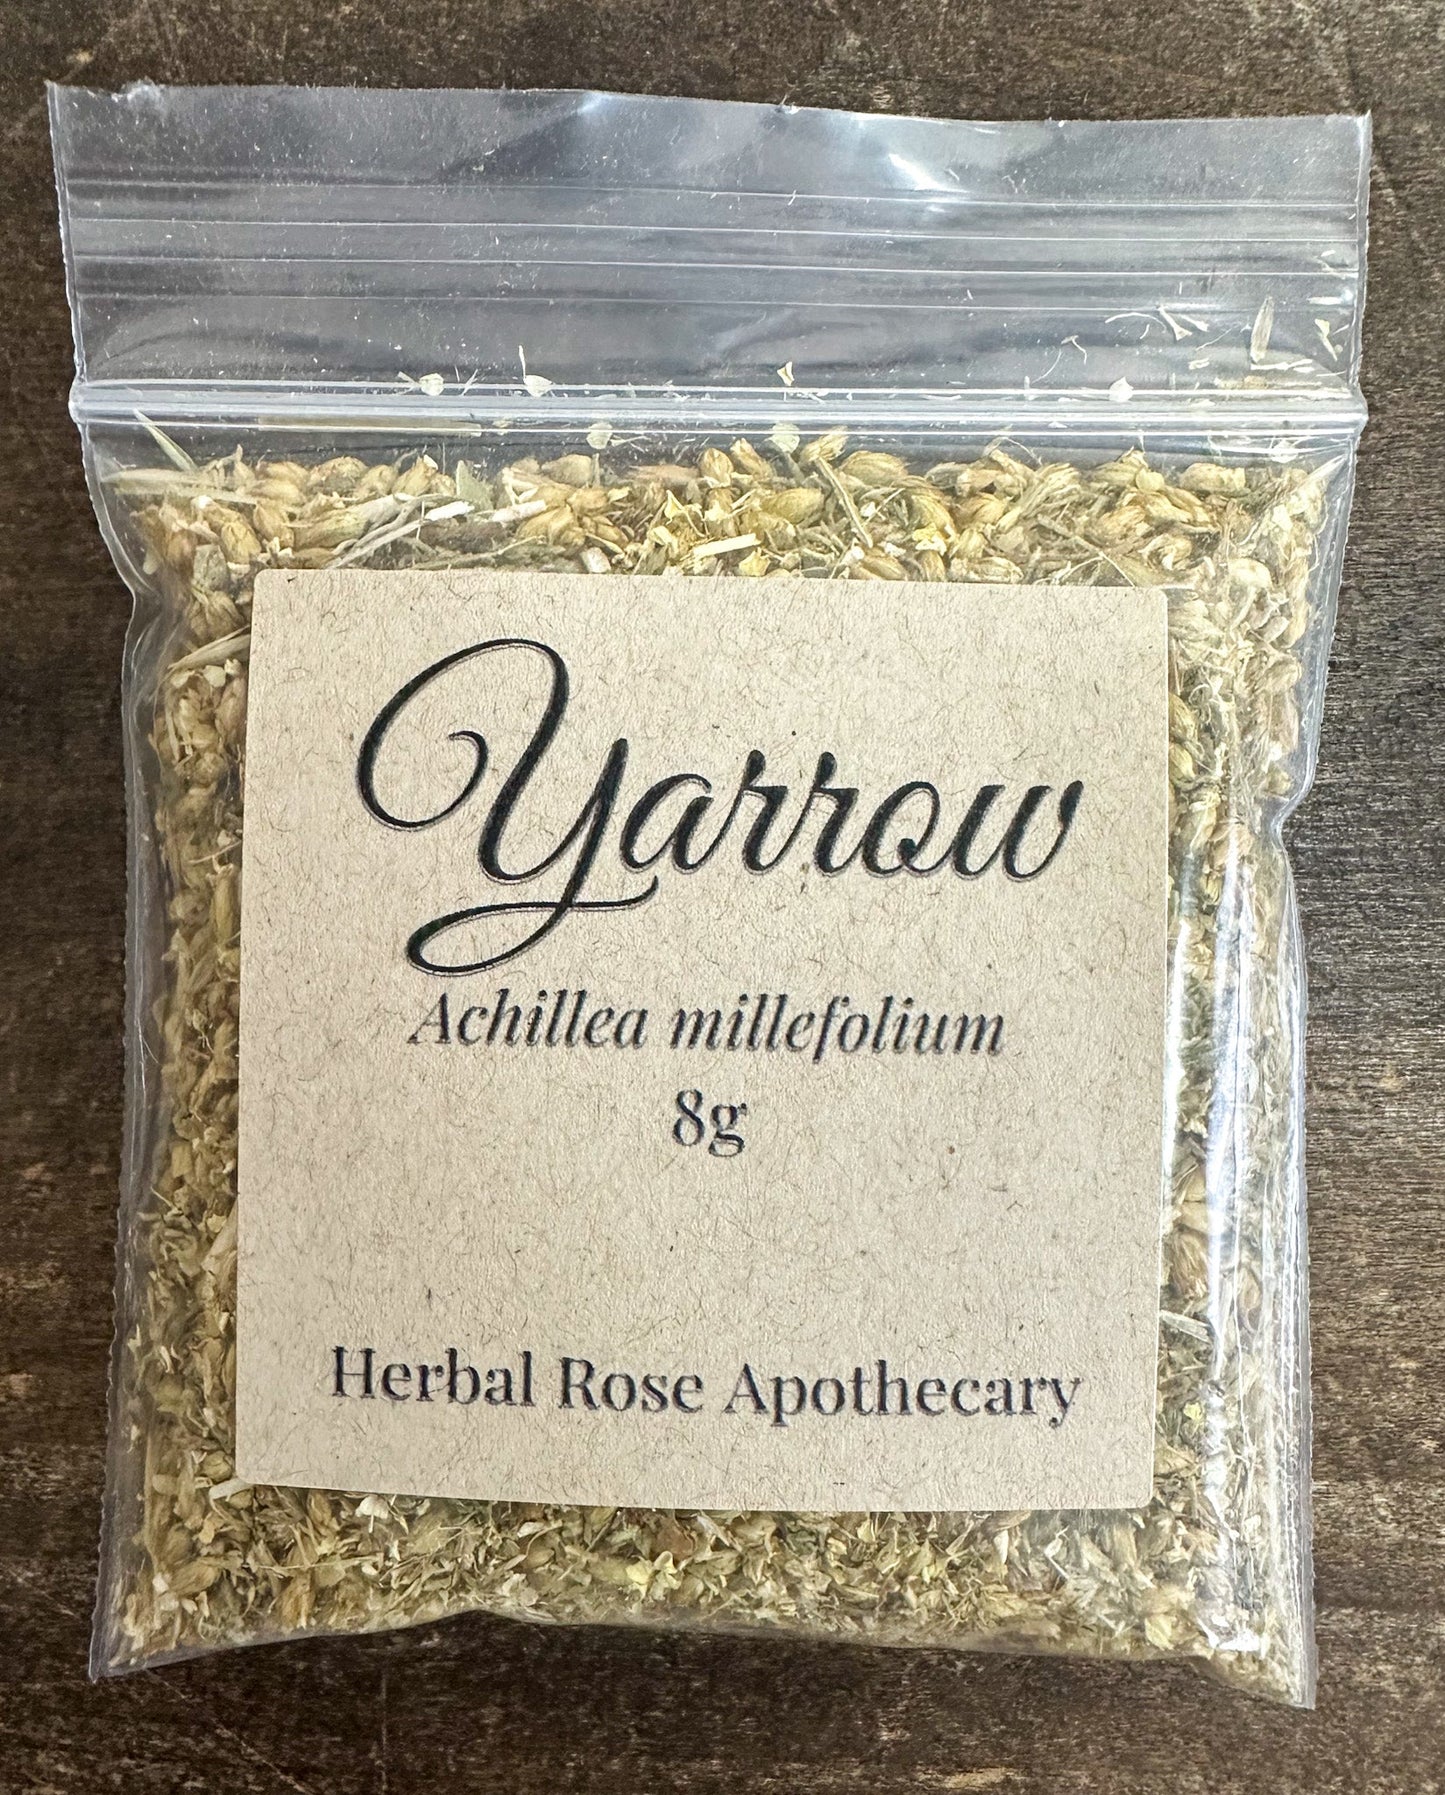 Yarrow
Achillea millefolium
8g
Herbal Rose Apothecary